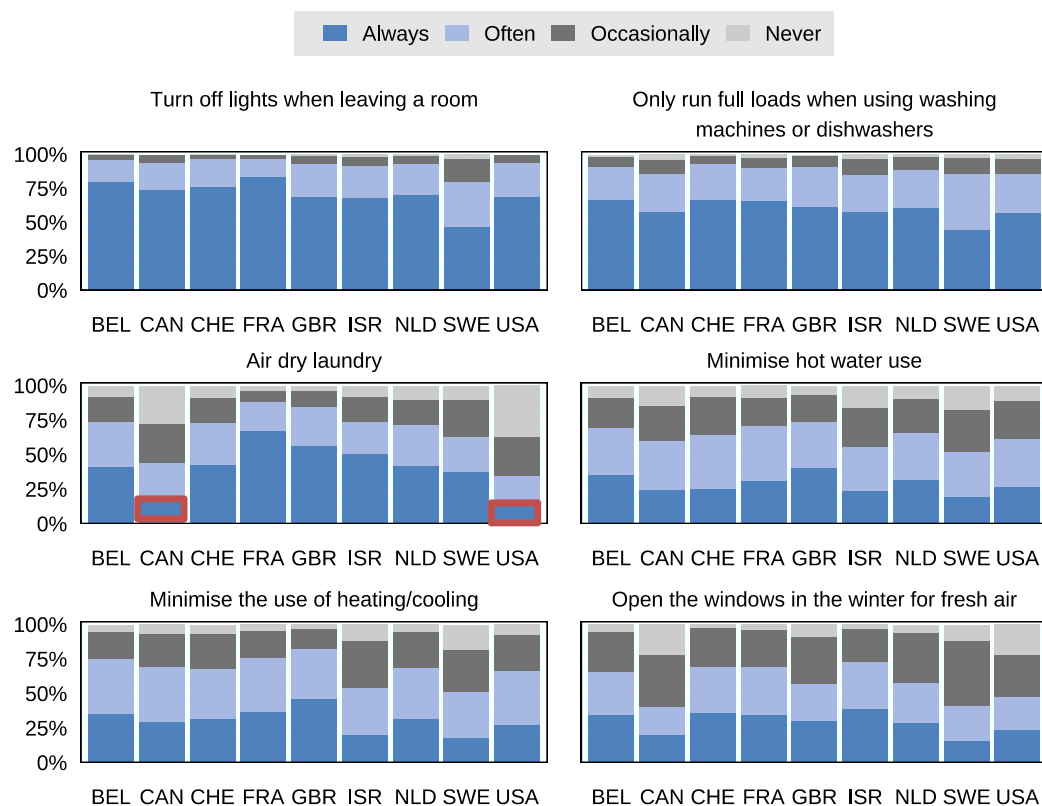 Always Often Occasionally Never
Turn off lights when leaving a room
Only run full loads when using washing
machines or dishwashers
100%
75%
50%
25%
0%
BEL CAN CHE FRA GBR ISR NLD SWE USA
BEL CAN CHE FRA GBR ISR NLD SWE USA
Air dry laundry
Minimise hot water use
100%
75%
50%
25%
0%
BEL CAN CHE FRA GBR ISR NLD SWE USA
BEL CAN CHE FRA GBR ISR NLD SWE USA
Minimise the use of heating/cooling
Open the windows in the winter for fresh air
100%
75%
50%
25%
0%
BEL CAN CHE FRA GBR ISR NLD SWE USA
BEL CAN CHE FRA GBR ISR NLD SWE USA